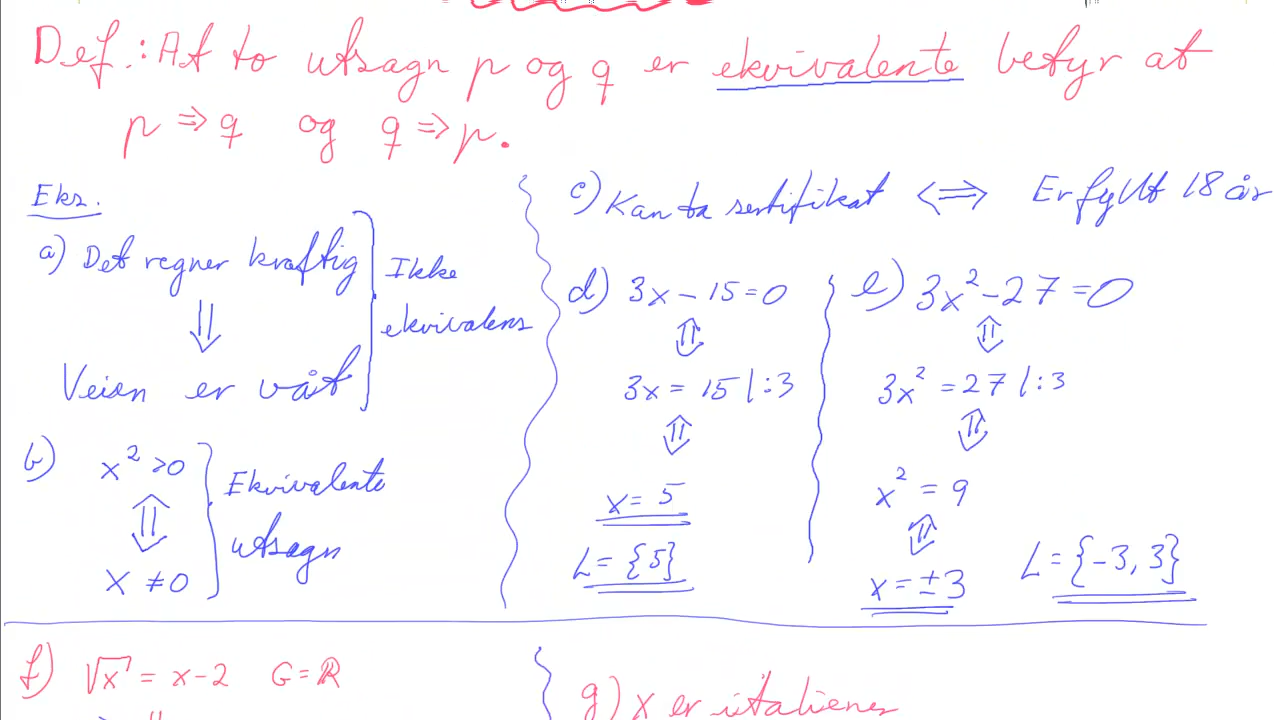 Def.: At to utsagn p og q er ekvivalente betyr at
p ⇒ q og q ⇒ p.
Eks.
a) Det regner kraftig
⇓
Veien er våt
Ikke
ekvivalens
b) x² >0
⇕
x ≠0
Ekvivalente
utsagn
c) Kan ta sertifikat ⇔ Er fyllt 18 år
d) 3x − 15=0
⇕
3x = 15 |:3
⇕
x = 5
L = {5}
e) 3x² − 27 =0
⇕
3x² = 27 |:3
⇕
x² = 9
⇕
x = ±3
L = {−3, 3}
f) √x = x−2 G=ℝ
g) x er italiener